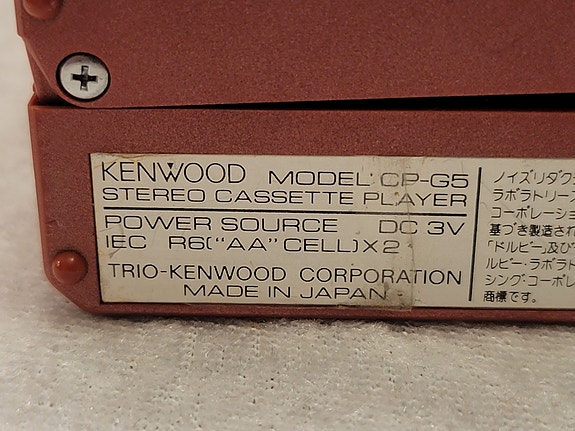 KENWOOD MODEL CP-G5
STEREO CASSETTE PLAYER
POWER SOURCE DC 3V
IEC R6("AA"CELL)X2
TRIO-KENWOOD CORPORATION
MADE IN JAPAN
ノイズリダクシ
ラボラトリーズ
コーポレーショ
基づき製造され
「ドルビー」及び
ルビー・ラボラト
シング・コーポレ
商標です。